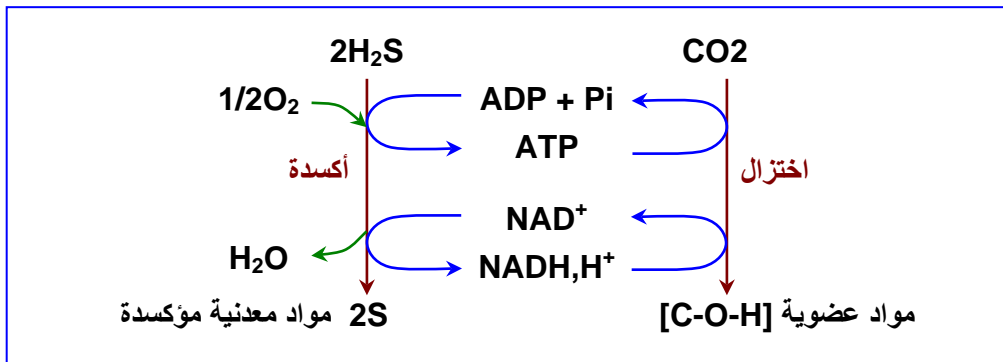 2H₂S CO2
1/2O₂ ADP + Pi
ATP
أكسدة اختزال
NAD⁺
H₂O NADH,H⁺
مواد معدنية مؤكسدة 2S
مواد عضوية [C-O-H]